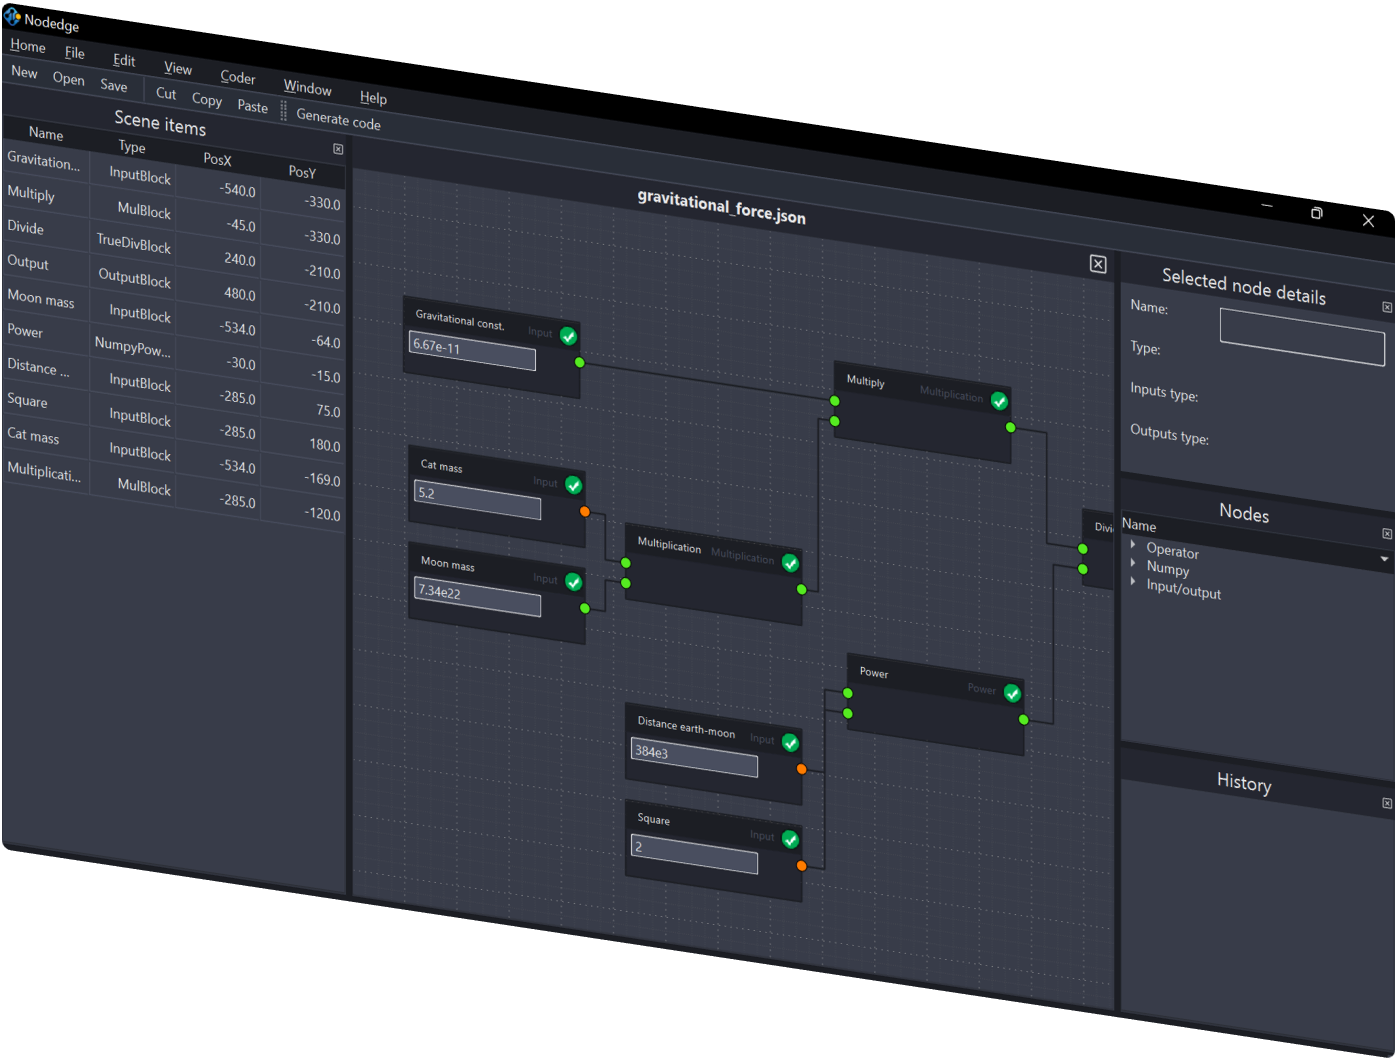 Nodedge
Home File Edit View Coder Window Help
New Open Save Cut Copy Paste Generate code
Scene items
Name Type PosX PosY
Gravitation... InputBlock -540.0 -330.0
Multiply MulBlock -45.0 -330.0
Divide TrueDivBlock 240.0 -210.0
Output OutputBlock 480.0 -210.0
Moon mass InputBlock -534.0 -64.0
Power NumpyPow... -30.0 -15.0
Distance ... InputBlock -285.0 75.0
Square InputBlock -285.0 180.0
Cat mass InputBlock -534.0 -169.0
Multiplicati... MulBlock -285.0 -120.0
gravitational_force.json
Gravitational const. Input
6.67e-11
Multiply Multiplication
Cat mass Input
5.2
Multiplication Multiplication
Moon mass Input
7.34e22
Divi
Power Power
Distance earth-moon Input
384e3
Square Input
2
Selected node details
Name:
Type:
Inputs type:
Outputs type:
Nodes
Name
Operator
Numpy
Input/output
History